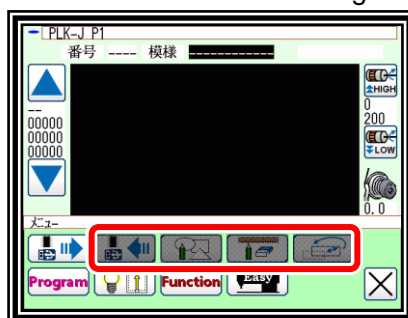 PLK-J P1
番号 ---- 模様
HIGH
0
200
LOW
--
00000
00000
00000
0.0
ﾒﾆｭｰ
Program
Function
Easy